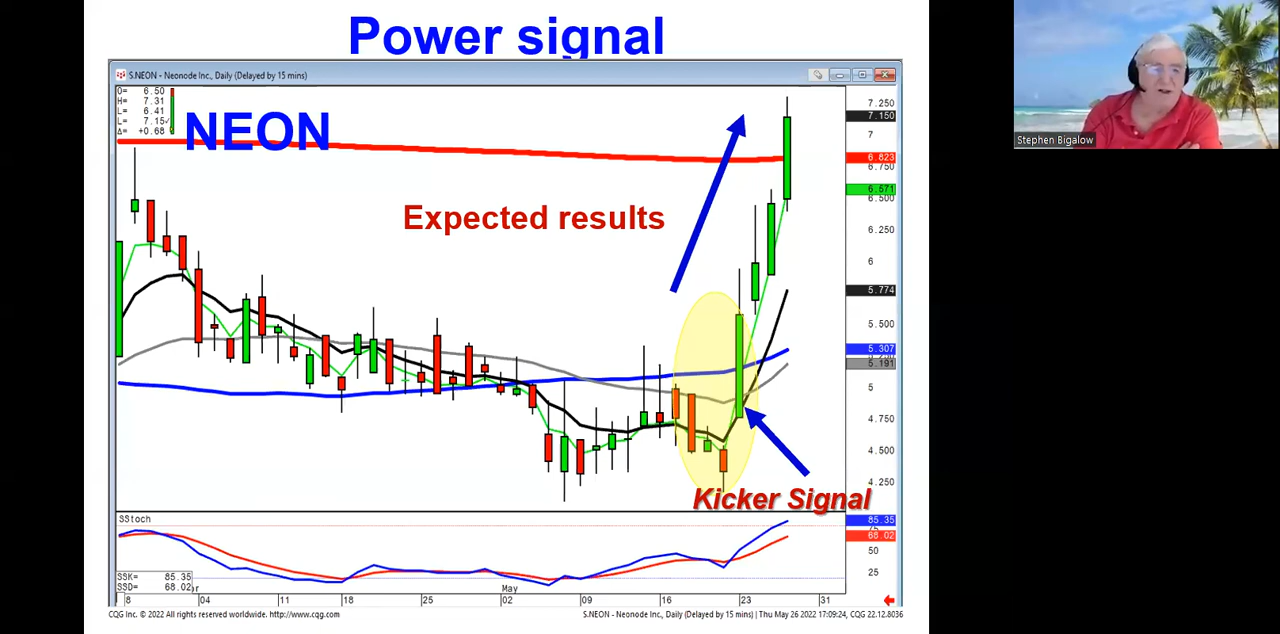 Power signal
S.NEON - Neonode Inc., Daily (Delayed by 15 mins)
O= 6.50
H= 7.31
L= 6.41
L= 7.15
Δ= +0.68
NEON
Expected results
Kicker Signal
7.250
7.150
7
6.823
6.750
6.571
6.500
6.250
6
5.774
5.500
5.307
5.191
5
4.750
4.500
4.250
SStoch
85.35
75
68.02
50
25
SSK= 85.35
SSD= 68.02
May
8
04
11
18
25
02
09
16
23
31
CQG Inc. © 2022 All rights reserved worldwide. http://www.cqg.com
S.NEON - Neonode Inc., Daily (Delayed by 15 mins) | Thu May 26 2022 17:09:24, CQG 22.12.8036
Stephen Bigalow